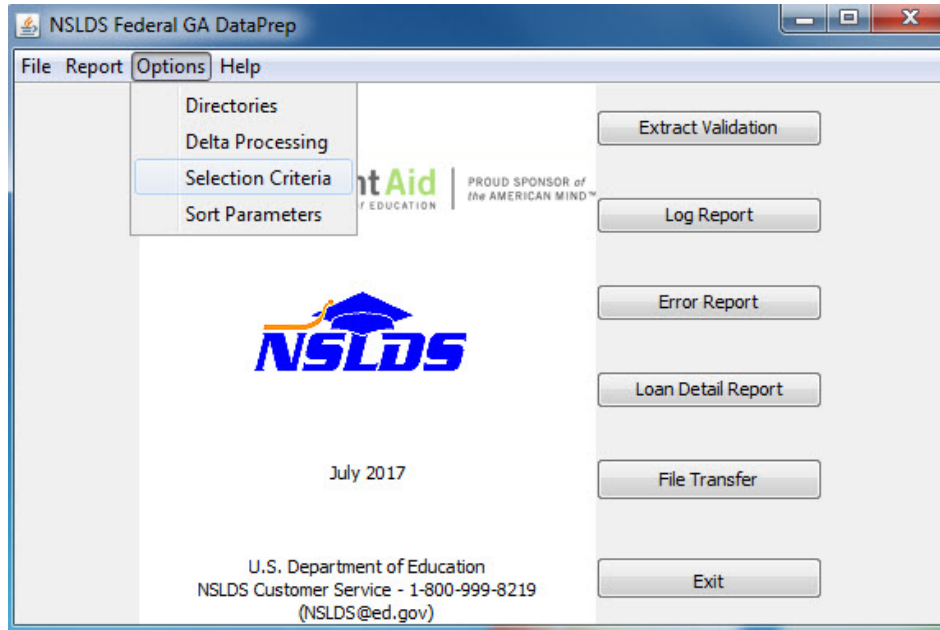 NSLDS Federal GA DataPrep
File Report Options Help
Directories
Delta Processing
Selection Criteria
Sort Parameters
nt Aid
EDUCATION
PROUD SPONSOR of
the AMERICAN MIND™
Extract Validation
Log Report
Error Report
Loan Detail Report
File Transfer
Exit
NSLDS
July 2017
U.S. Department of Education
NSLDS Customer Service - 1-800-999-8219
(NSLDS@ed.gov)